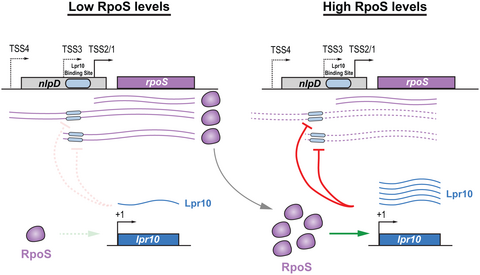 Low RpoS levels
High RpoS levels
TSS4
TSS3
TSS2/1
Lpr10
Binding Site
nlpD
rpoS
TSS4
TSS3
TSS2/1
Lpr10
Binding Site
nlpD
rpoS
Lpr10
+1
lpr10
RpoS
Lpr10
+1
lpr10
RpoS